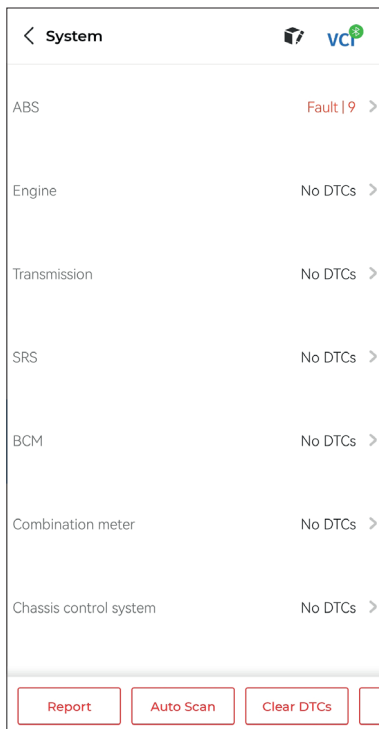 System
VCI
ABS Fault | 9
Engine No DTCs
Transmission No DTCs
SRS No DTCs
BCM No DTCs
Combination meter No DTCs
Chassis control system No DTCs
Report Auto Scan Clear DTCs